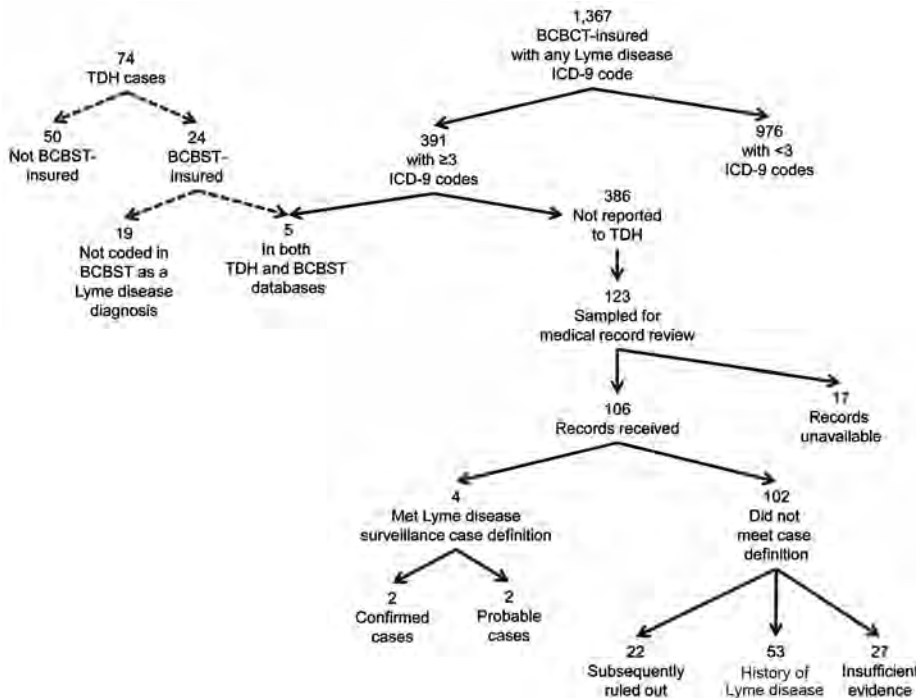 1,367
BCBCT-insured
with any Lyme disease
ICD-9 code
74
TDH cases
50
Not BCBST-
insured
24
BCBST-
insured
391
with ≥3
ICD-9 codes
976
with <3
ICD-9 codes
19
Not coded in
BCBST as a
Lyme disease
diagnosis
5
In both
TDH and BCBST
databases
386
Not reported
to TDH
123
Sampled for
medical record review
106
Records received
17
Records
unavailable
4
Met Lyme disease
surveillance case definition
102
Did not
meet case
definition
2
Confirmed
cases
2
Probable
cases
22
Subsequently
ruled out
53
History of
Lyme disease
27
Insufficient
evidence